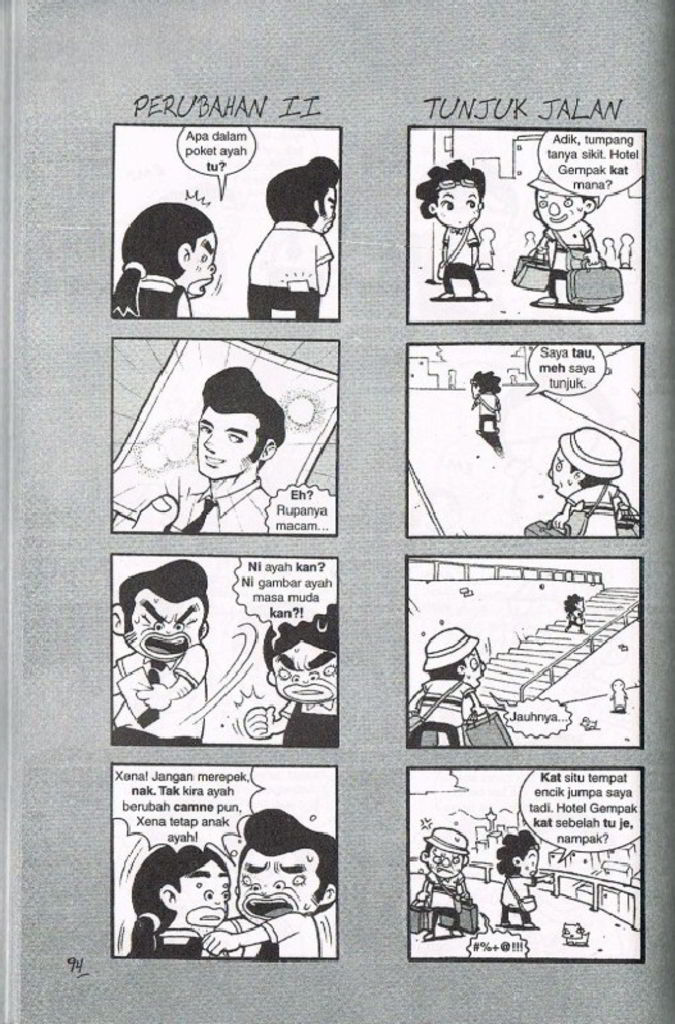 PERUBAHAN II
Apa dalam
poket ayah
tu?
Eh?
Rupanya
macam...
Ni ayah kan?
Ni gambar ayah
masa muda
kan?!
Xena! Jangan merepek,
nak. Tak kira ayah
berubah camne pun,
Xena tetap anak
ayah!
TUNJUK JALAN
Adik, tumpang
tanya sikit. Hotel
Gempak kat
mana?
Saya tau,
meh saya
tunjuk.
Jauhnya...
Kat situ tempat
encik jumpa saya
tadi. Hotel Gempak
kat sebelah tu je,
nampak?
#%+@!!!!
94